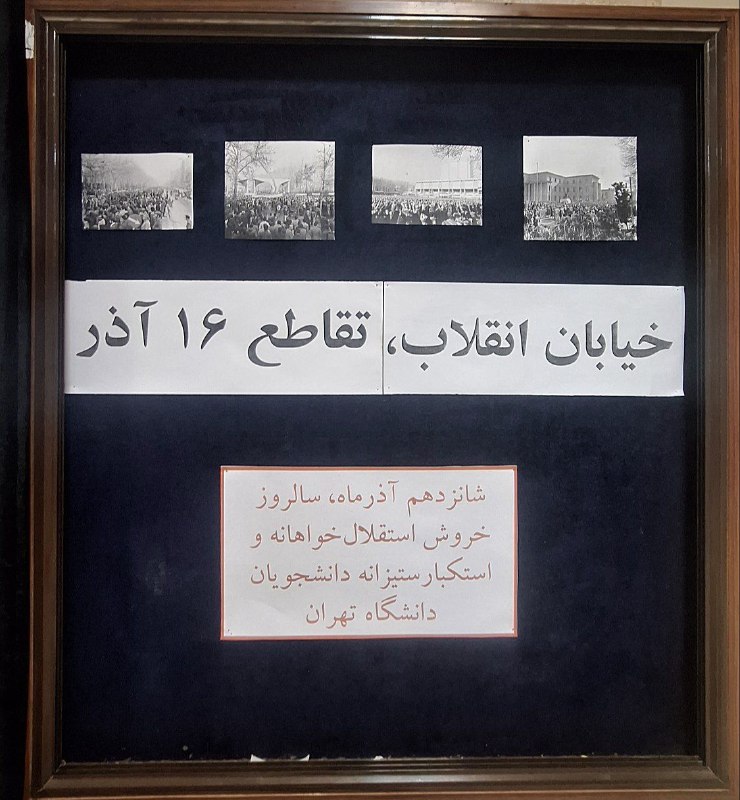 خیابان انقلاب، تقاطع ۱۶ آذر
شانزدهم آذرماه، سالروز
خروش استقلال‌خواهانه و
استکبارستیزانه دانشجویان
دانشگاه تهران